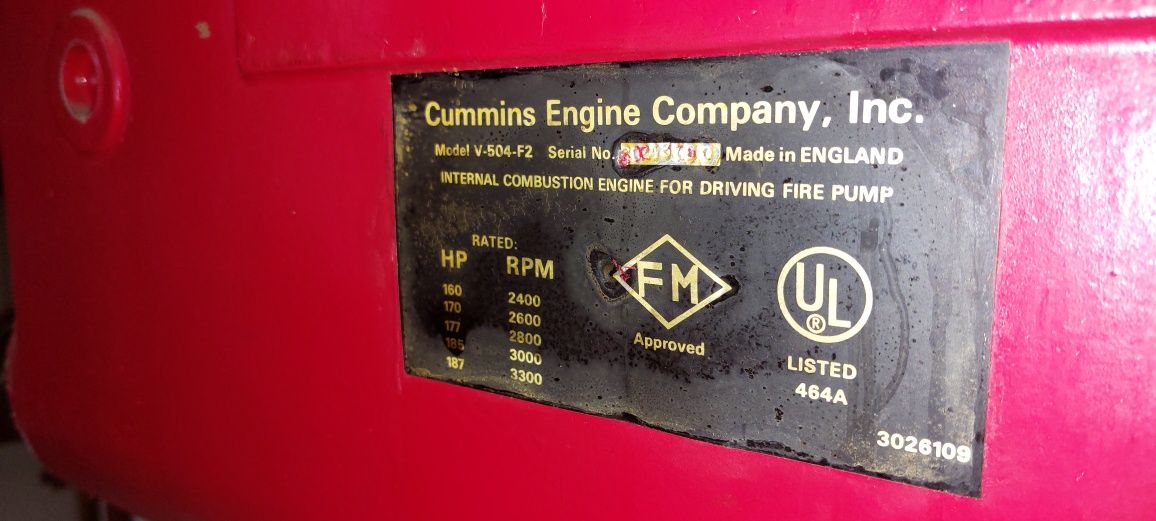 Cummins Engine Company, Inc.
Model V-504-F2 Serial No. Made in ENGLAND
INTERNAL COMBUSTION ENGINE FOR DRIVING FIRE PUMP
RATED:
HP RPM
160 2400
170 2600
177 2800
185 3000
187 3300
FM
Approved
UL
®
LISTED
464A
3026109